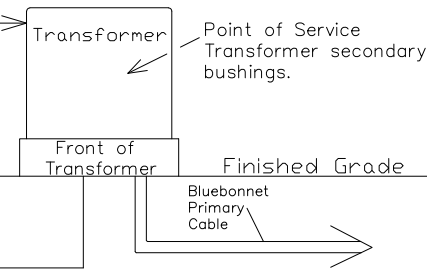 Transformer
Point of Service
Transformer secondary
bushings.
Front of
Transformer
Finished Grade
Bluebonnet
Primary
Cable